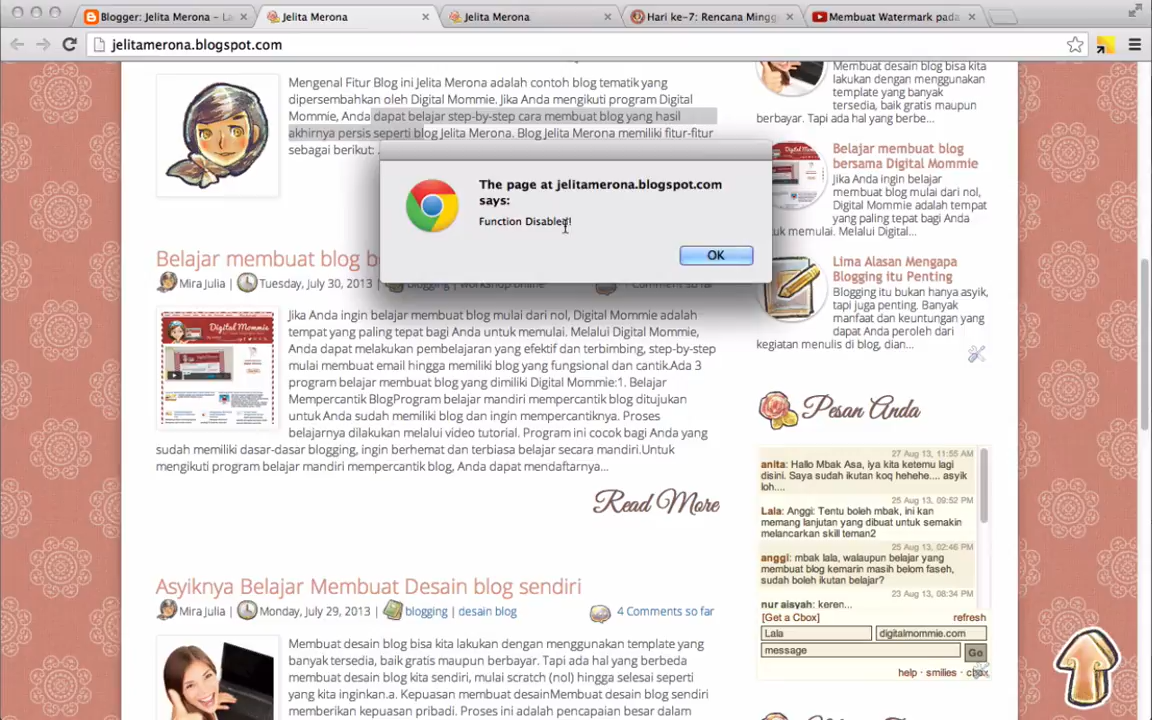 Blogger: Jelita Merona - La
Jelita Merona
Jelita Merona
Hari ke-7: Rencana Mingg
Membuat Watermark pada
jelitamerona.blogspot.com
Mengenal Fitur Blog ini Jelita Merona adalah contoh blog tematik yang
dipersembahkan oleh Digital Mommie. Jika Anda mengikuti program Digital
Mommie, Anda dapat belajar step-by-step cara membuat blog yang hasil
akhirnya persis seperti blog Jelita Merona. Blog Jelita Merona memiliki fitur-fitur
sebagai berikut:
The page at jelitamerona.blogspot.com
says:
Function Disabled!
OK
Belajar membuat blog b
Mira Julia | Tuesday, July 30, 2013 | blogging | workshop online
1 Comment so far
Digital Mommie
Jika Anda ingin belajar membuat blog mulai dari nol, Digital Mommie adalah
tempat yang paling tepat bagi Anda untuk memulai. Melalui Digital Mommie,
Anda dapat melakukan pembelajaran yang efektif dan terbimbing, step-by-step
mulai membuat email hingga memiliki blog yang fungsional dan cantik.Ada 3
program belajar membuat blog yang dimiliki Digital Mommie:1. Belajar
Mempercantik BlogProgram belajar mandiri mempercantik blog ditujukan
untuk Anda sudah memiliki blog dan ingin mempercantiknya. Proses
belajarnya dilakukan melalui video tutorial. Program ini cocok bagi Anda yang
sudah memiliki dasar-dasar blogging, ingin berhemat dan terbiasa belajar secara mandiri.Untuk
mengikuti program belajar mandiri mempercantik blog, Anda dapat mendaftarnya...
Read More
Asyiknya Belajar Membuat Desain blog sendiri
Mira Julia | Monday, July 29, 2013 | blogging | desain blog
4 Comments so far
Membuat desain blog bisa kita lakukan dengan menggunakan template yang
banyak tersedia, baik gratis maupun berbayar. Tapi ada hal yang berbeda
membuat desain blog kita sendiri, mulai scratch (nol) hingga selesai seperti
yang kita inginkan.a. Kepuasan membuat desainMembuat desain blog sendiri
memberikan kepuasan pribadi. Proses ini adalah pencapaian besar dalam
Membuat desain blog bisa kita
lakukan dengan menggunakan
template yang banyak
tersedia, baik gratis maupun
berbayar. Tapi ada hal yang berbe...
Belajar membuat blog
bersama Digital Mommie
Jika Anda ingin belajar
membuat blog mulai dari nol,
Digital Mommie adalah
tempat yang paling tepat bagi Anda
uk memulai. Melalui Digital...
Lima Alasan Mengapa
Blogging itu Penting
Blogging itu bukan hanya asyik,
tapi juga penting. Banyak
manfaat dan keuntungan yang
dapat Anda peroleh dari
kegiatan menulis di blog, dian...
Pesan Anda
27 Aug 13, 11:55 AM
anita: Hallo Mbak Asa, iya kita ketemu lagi
disini. Saya sudah ikutan koq hehehe.... asyik
loh....
25 Aug 13, 09:52 PM
Lala: Anggi: Tentu boleh mbak, ini kan
memang lanjutan yang dibuat untuk semakin
melancarkan skill teman2
25 Aug 13, 02:46 PM
anggi: mbak lala, walaupun belajar yang
membuat blog kemarin masih belom faseh,
sudah boleh ikutan belajar?
23 Aug 13, 08:34 PM
nur aisyah: keren...
[Get a Cbox]
refresh
Lala
digitalmommie.com
message
Go
help · smilies · cbox